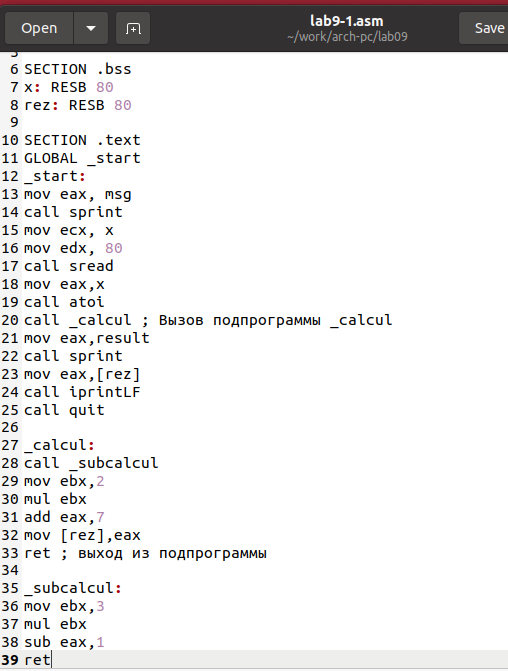 Open
lab9-1.asm
~/work/arch-pc/lab09
Save
5
6 SECTION .bss
7 x: RESB 80
8 rez: RESB 80
9
10 SECTION .text
11 GLOBAL _start
12 _start:
13 mov eax, msg
14 call sprint
15 mov ecx, x
16 mov edx, 80
17 call sread
18 mov eax,x
19 call atoi
20 call _calcul ; Вызов подпрограммы _calcul
21 mov eax,result
22 call sprint
23 mov eax,[rez]
24 call iprintLF
25 call quit
26
27 _calcul:
28 call _subcalcul
29 mov ebx,2
30 mul ebx
31 add eax,7
32 mov [rez],eax
33 ret ; выход из подпрограммы
34
35 _subcalcul:
36 mov ebx,3
37 mul ebx
38 sub eax,1
39 ret